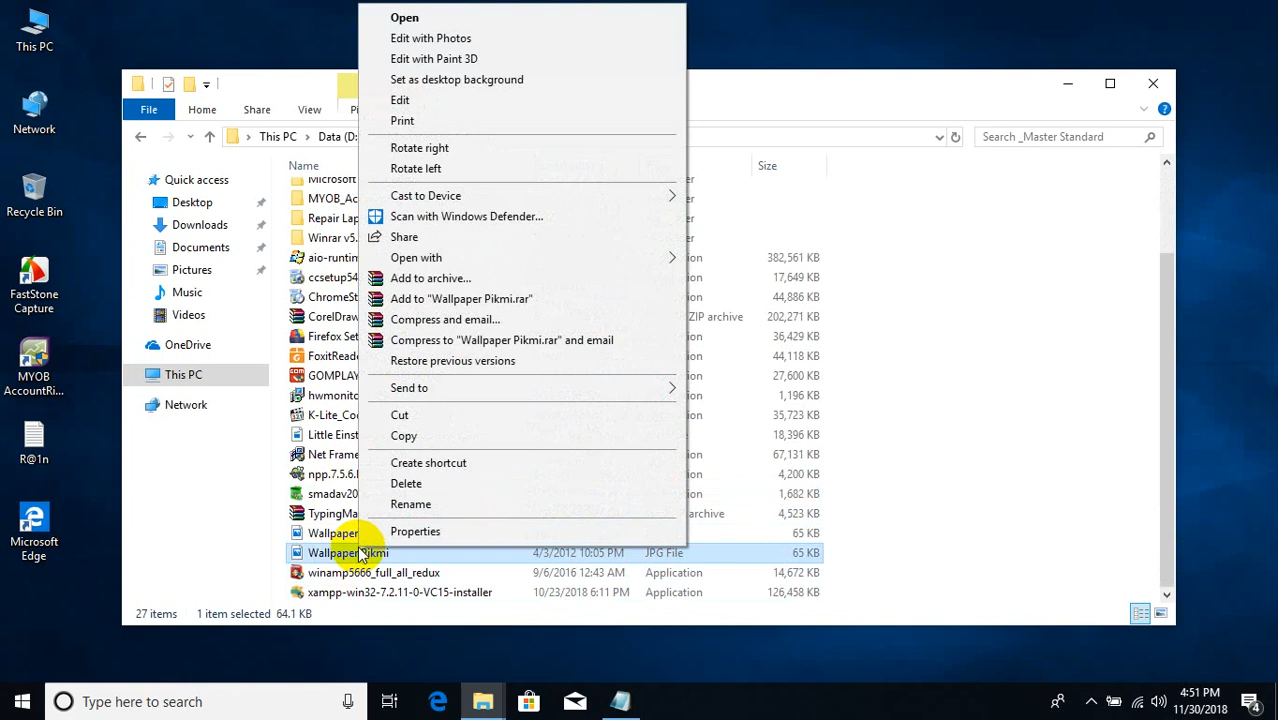 This PC
Network
Recycle Bin
FastStone
Capture
MYOB
AccountRi...
R@1n
Microsoft
Edge
File
Home
Share
View
This PC
Data (D:
Search _Master Standard
Quick access
Desktop
Downloads
Documents
Pictures
Music
Videos
OneDrive
This PC
Network
Name
Size
Microsoft
MYOB_Ac
Repair Lap
Winrar v5.
aio-runtin
382,561 KB
ccsetup54
17,649 KB
ChromeSt
44,886 KB
CorelDraw
ZIP archive
202,271 KB
Firefox Set
36,429 KB
FoxitReade
44,118 KB
GOMPLAY
27,600 KB
hwmonito
1,196 KB
K-Lite_Coc
35,723 KB
Little Einst
18,396 KB
Net Frame
67,131 KB
npp.7.5.6.I
4,200 KB
smadav20
1,682 KB
TypingMa
archive
4,523 KB
Wallpaper
65 KB
Wallpaper Pikmi
4/3/2012 10:05 PM
JPG File
65 KB
winamp5666_full_all_redux
9/6/2016 12:43 AM
Application
14,672 KB
xampp-win32-7.2.11-0-VC15-installer
10/23/2018 6:11 PM
Application
126,458 KB
27 items
1 item selected 64.1 KB
Open
Edit with Photos
Edit with Paint 3D
Set as desktop background
Edit
Print
Rotate right
Rotate left
Cast to Device
Scan with Windows Defender...
Share
Open with
Add to archive...
Add to "Wallpaper Pikmi.rar"
Compress and email...
Compress to "Wallpaper Pikmi.rar" and email
Restore previous versions
Send to
Cut
Copy
Create shortcut
Delete
Rename
Properties
Type here to search
4:51 PM
11/30/2018
4